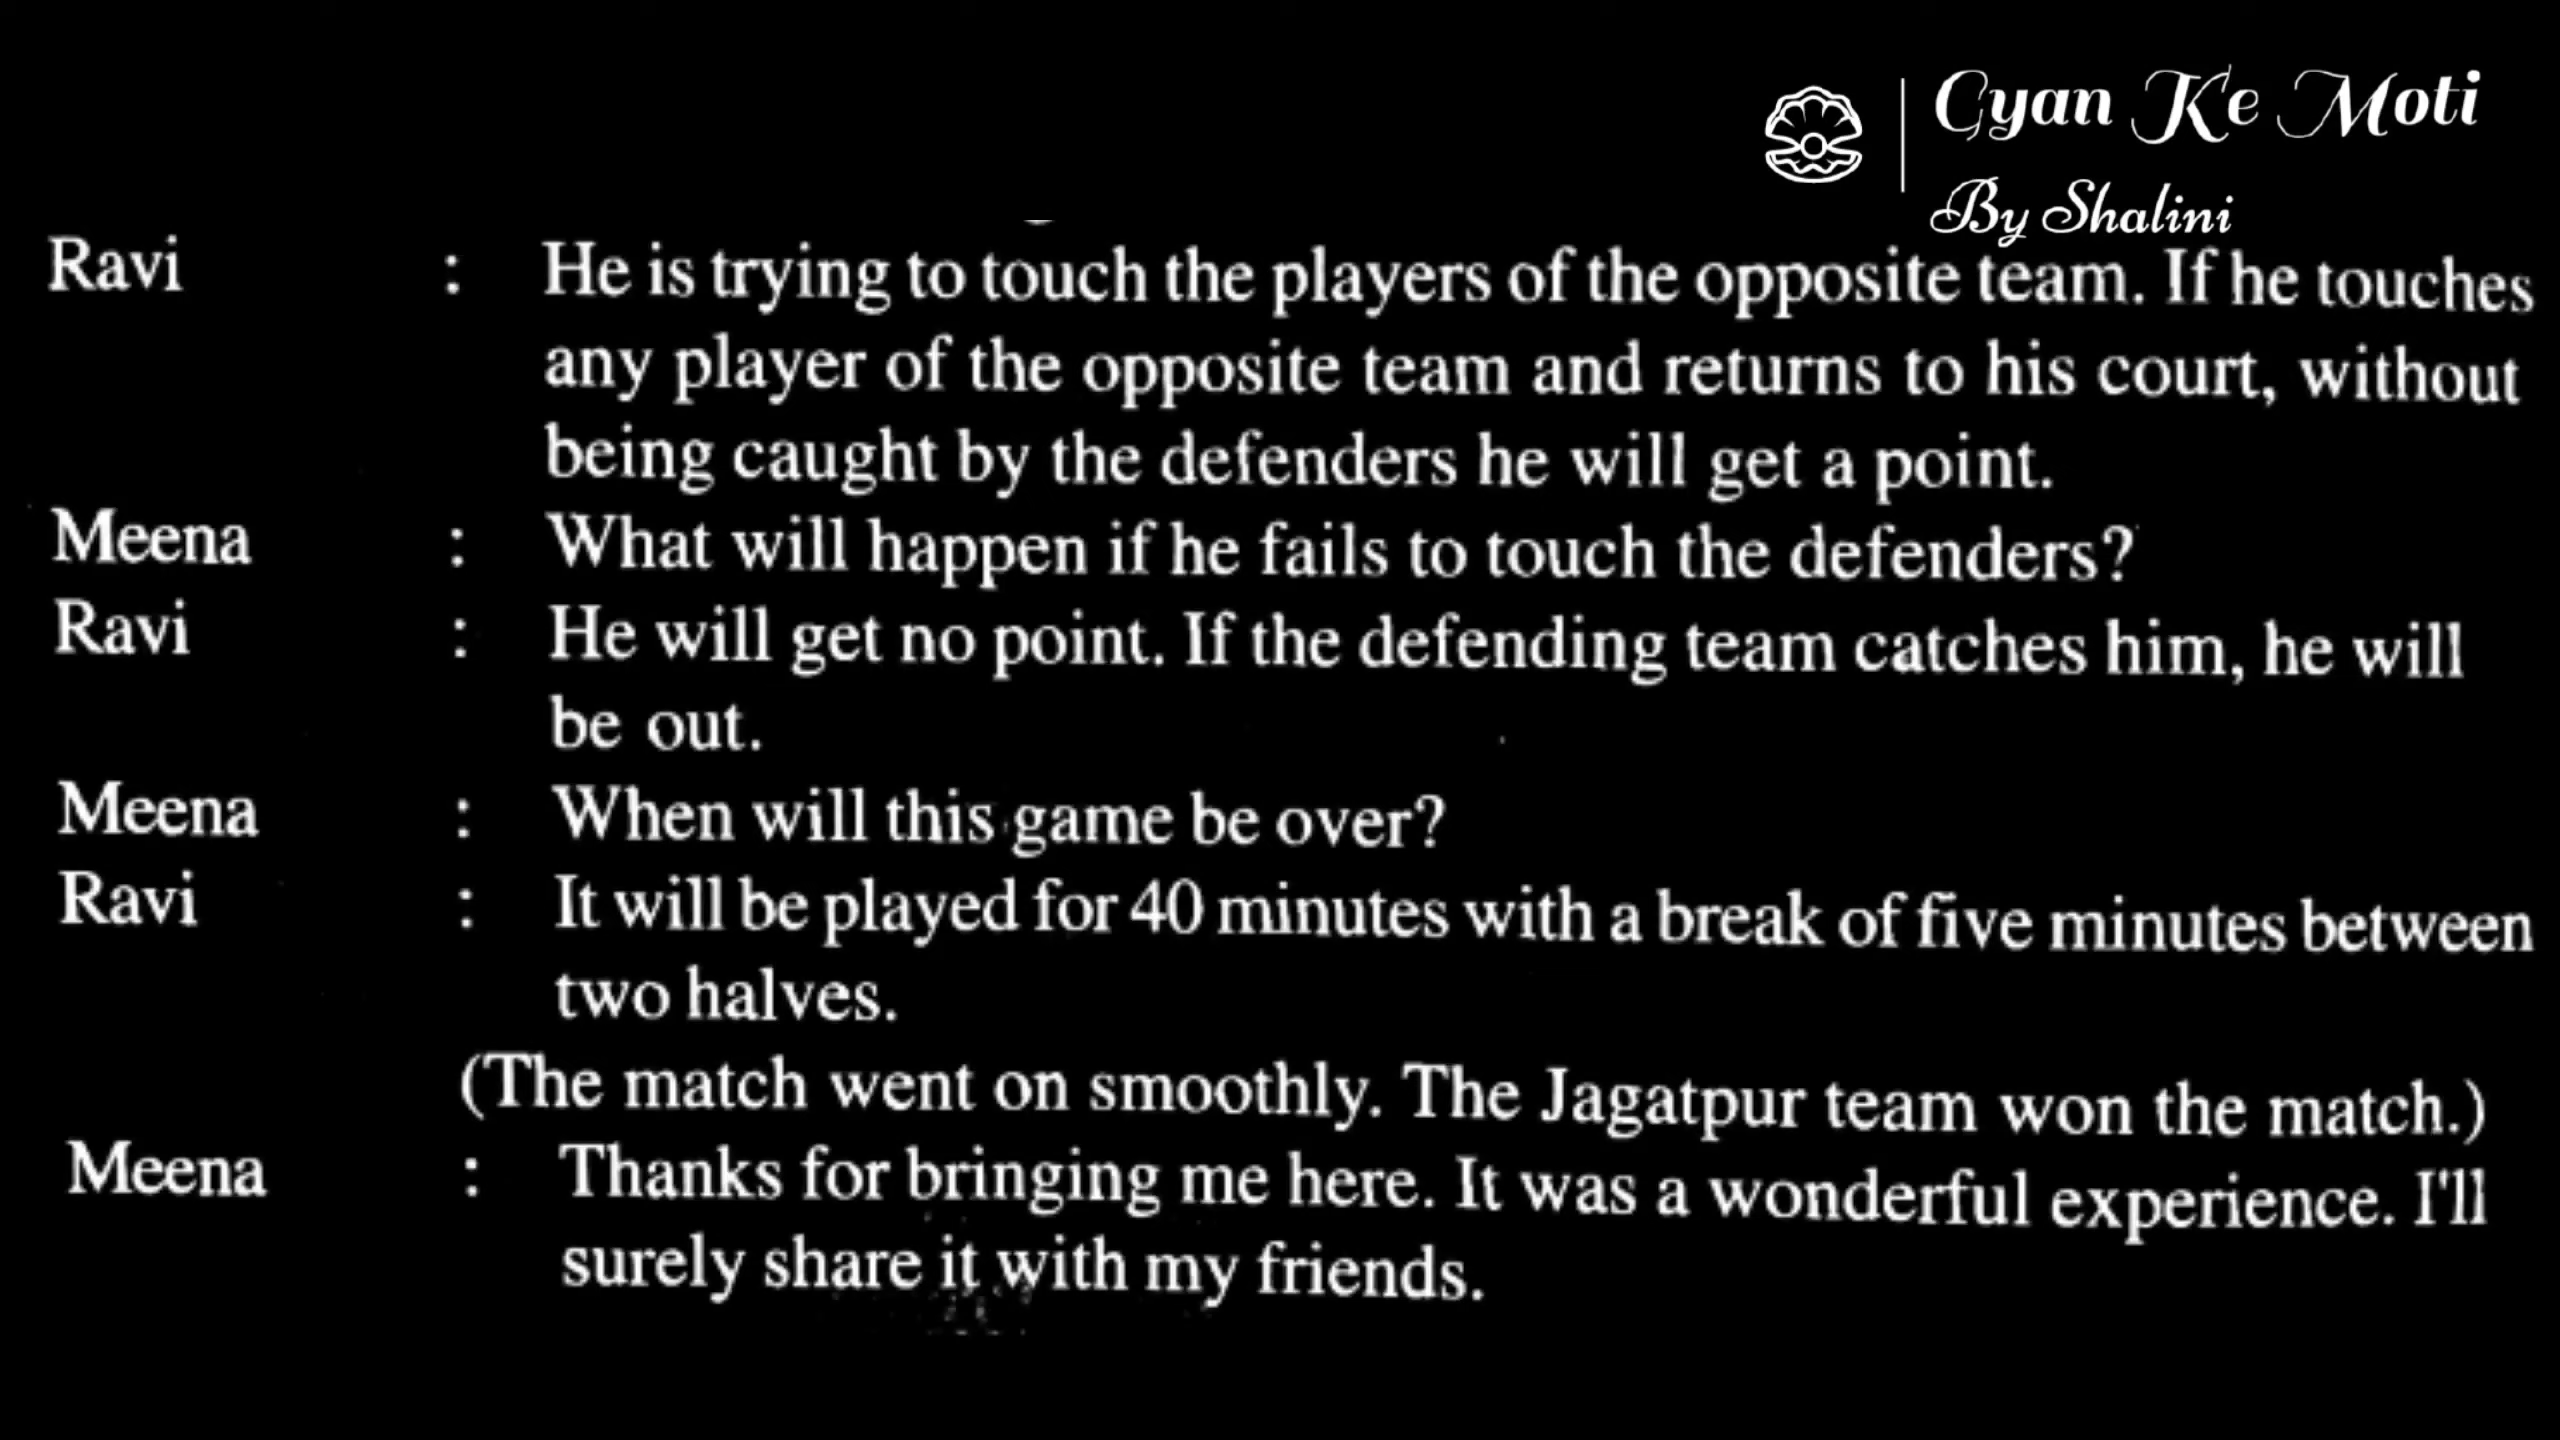 Gyan Ke Moti
By Shalini
Ravi : He is trying to touch the players of the opposite team. If he touches
any player of the opposite team and returns to his court, without
being caught by the defenders he will get a point.
Meena : What will happen if he fails to touch the defenders?
Ravi : He will get no point. If the defending team catches him, he will
be out.
Meena : When will this game be over?
Ravi : It will be played for 40 minutes with a break of five minutes between
two halves.
(The match went on smoothly. The Jagatpur team won the match.)
Meena : Thanks for bringing me here. It was a wonderful experience. I'll
surely share it with my friends.